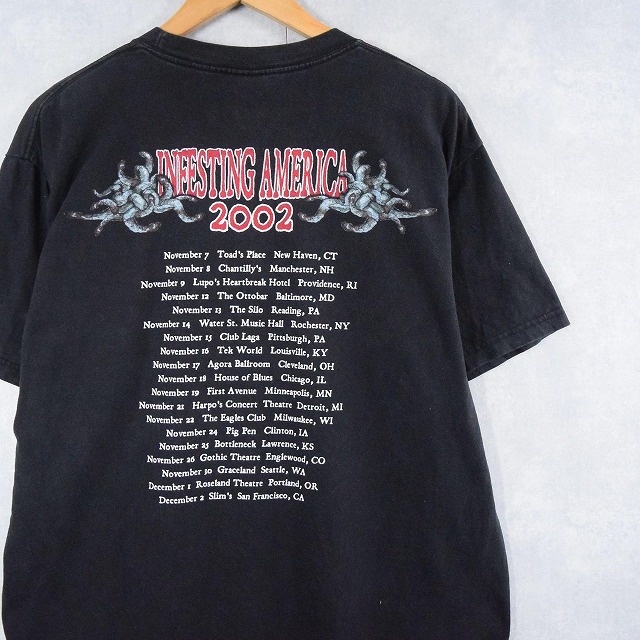 INFESTING AMERICA
2002
November 7 Toad's Place New Haven, CT
November 8 Chantilly's Manchester, NH
November 9 Lupo's Heartbreak Hotel Providence, RI
November 12 The Ottobar Baltimore, MD
November 13 The Silo Reading, PA
November 14 Water St. Music Hall Rochester, NY
November 15 Club Laga Pittsburgh, PA
November 16 Tek World Louisville, KY
November 17 Agora Ballroom Cleveland, OH
November 18 House of Blues Chicago, IL
November 19 First Avenue Minneapolis, MN
November 21 Harpo's Concert Theatre Detroit, MI
November 22 The Eagles Club Milwaukee, WI
November 24 Pig Pen Clinton, IA
November 25 Bottleneck Lawrence, KS
November 26 Gothic Theatre Englewood, CO
November 30 Graceland Seattle, WA
December 1 Roseland Theatre Portland, OR
December 2 Slim's San Francisco, CA